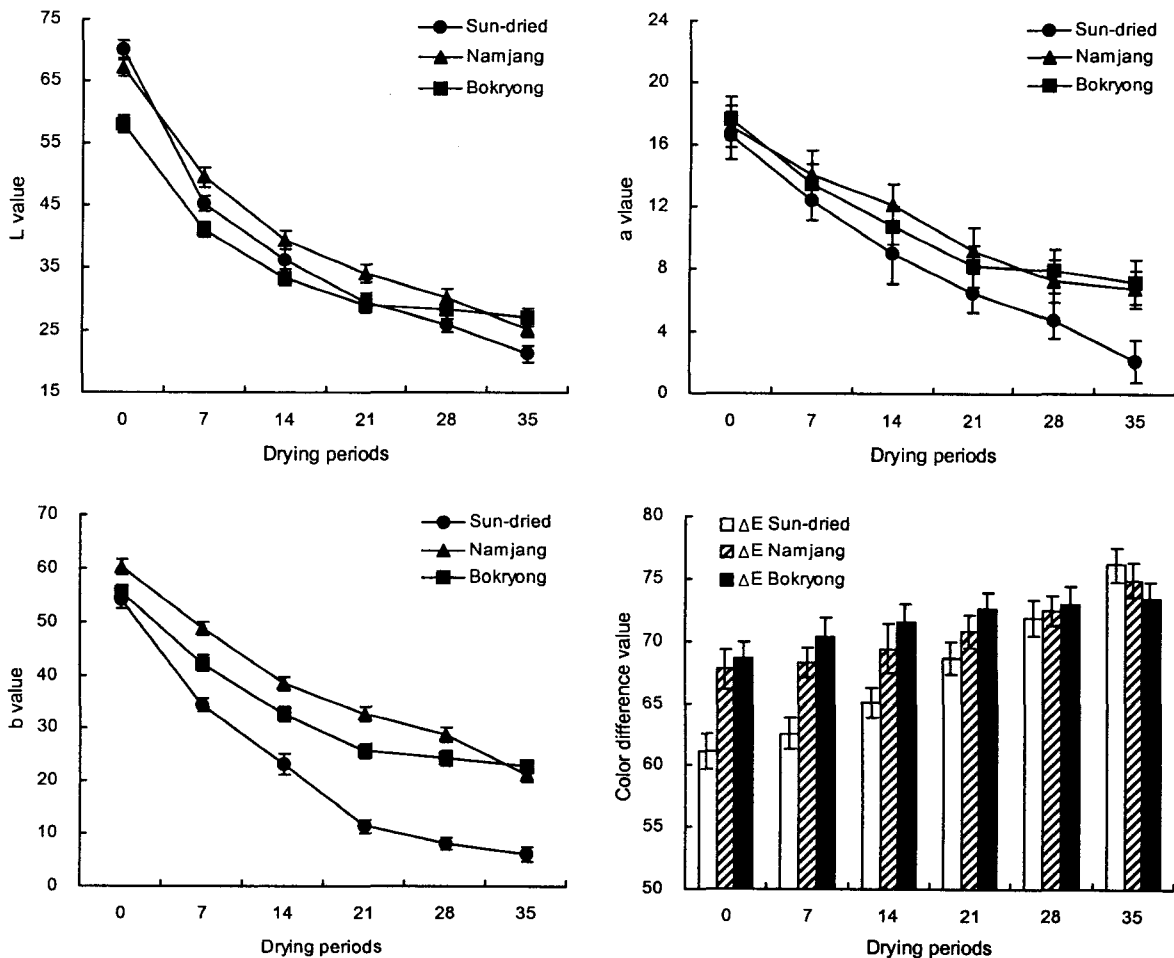 75
65
55
45
35
25
15
L value
Sun-dried
Namjang
Bokryong
0 7 14 21 28 35
Drying periods
24
20
16
12
8
4
0
a vlaue
Sun-dried
Namjang
Bokryong
0 7 14 21 28 35
Drying periods
70
60
50
40
30
20
10
0
b value
Sun-dried
Namjang
Bokryong
0 7 14 21 28 35
Drying periods
80
75
70
65
60
55
50
Color difference value
ΔE Sun-dried
ΔE Namjang
ΔE Bokryong
0 7 14 21 28 35
Drying periods